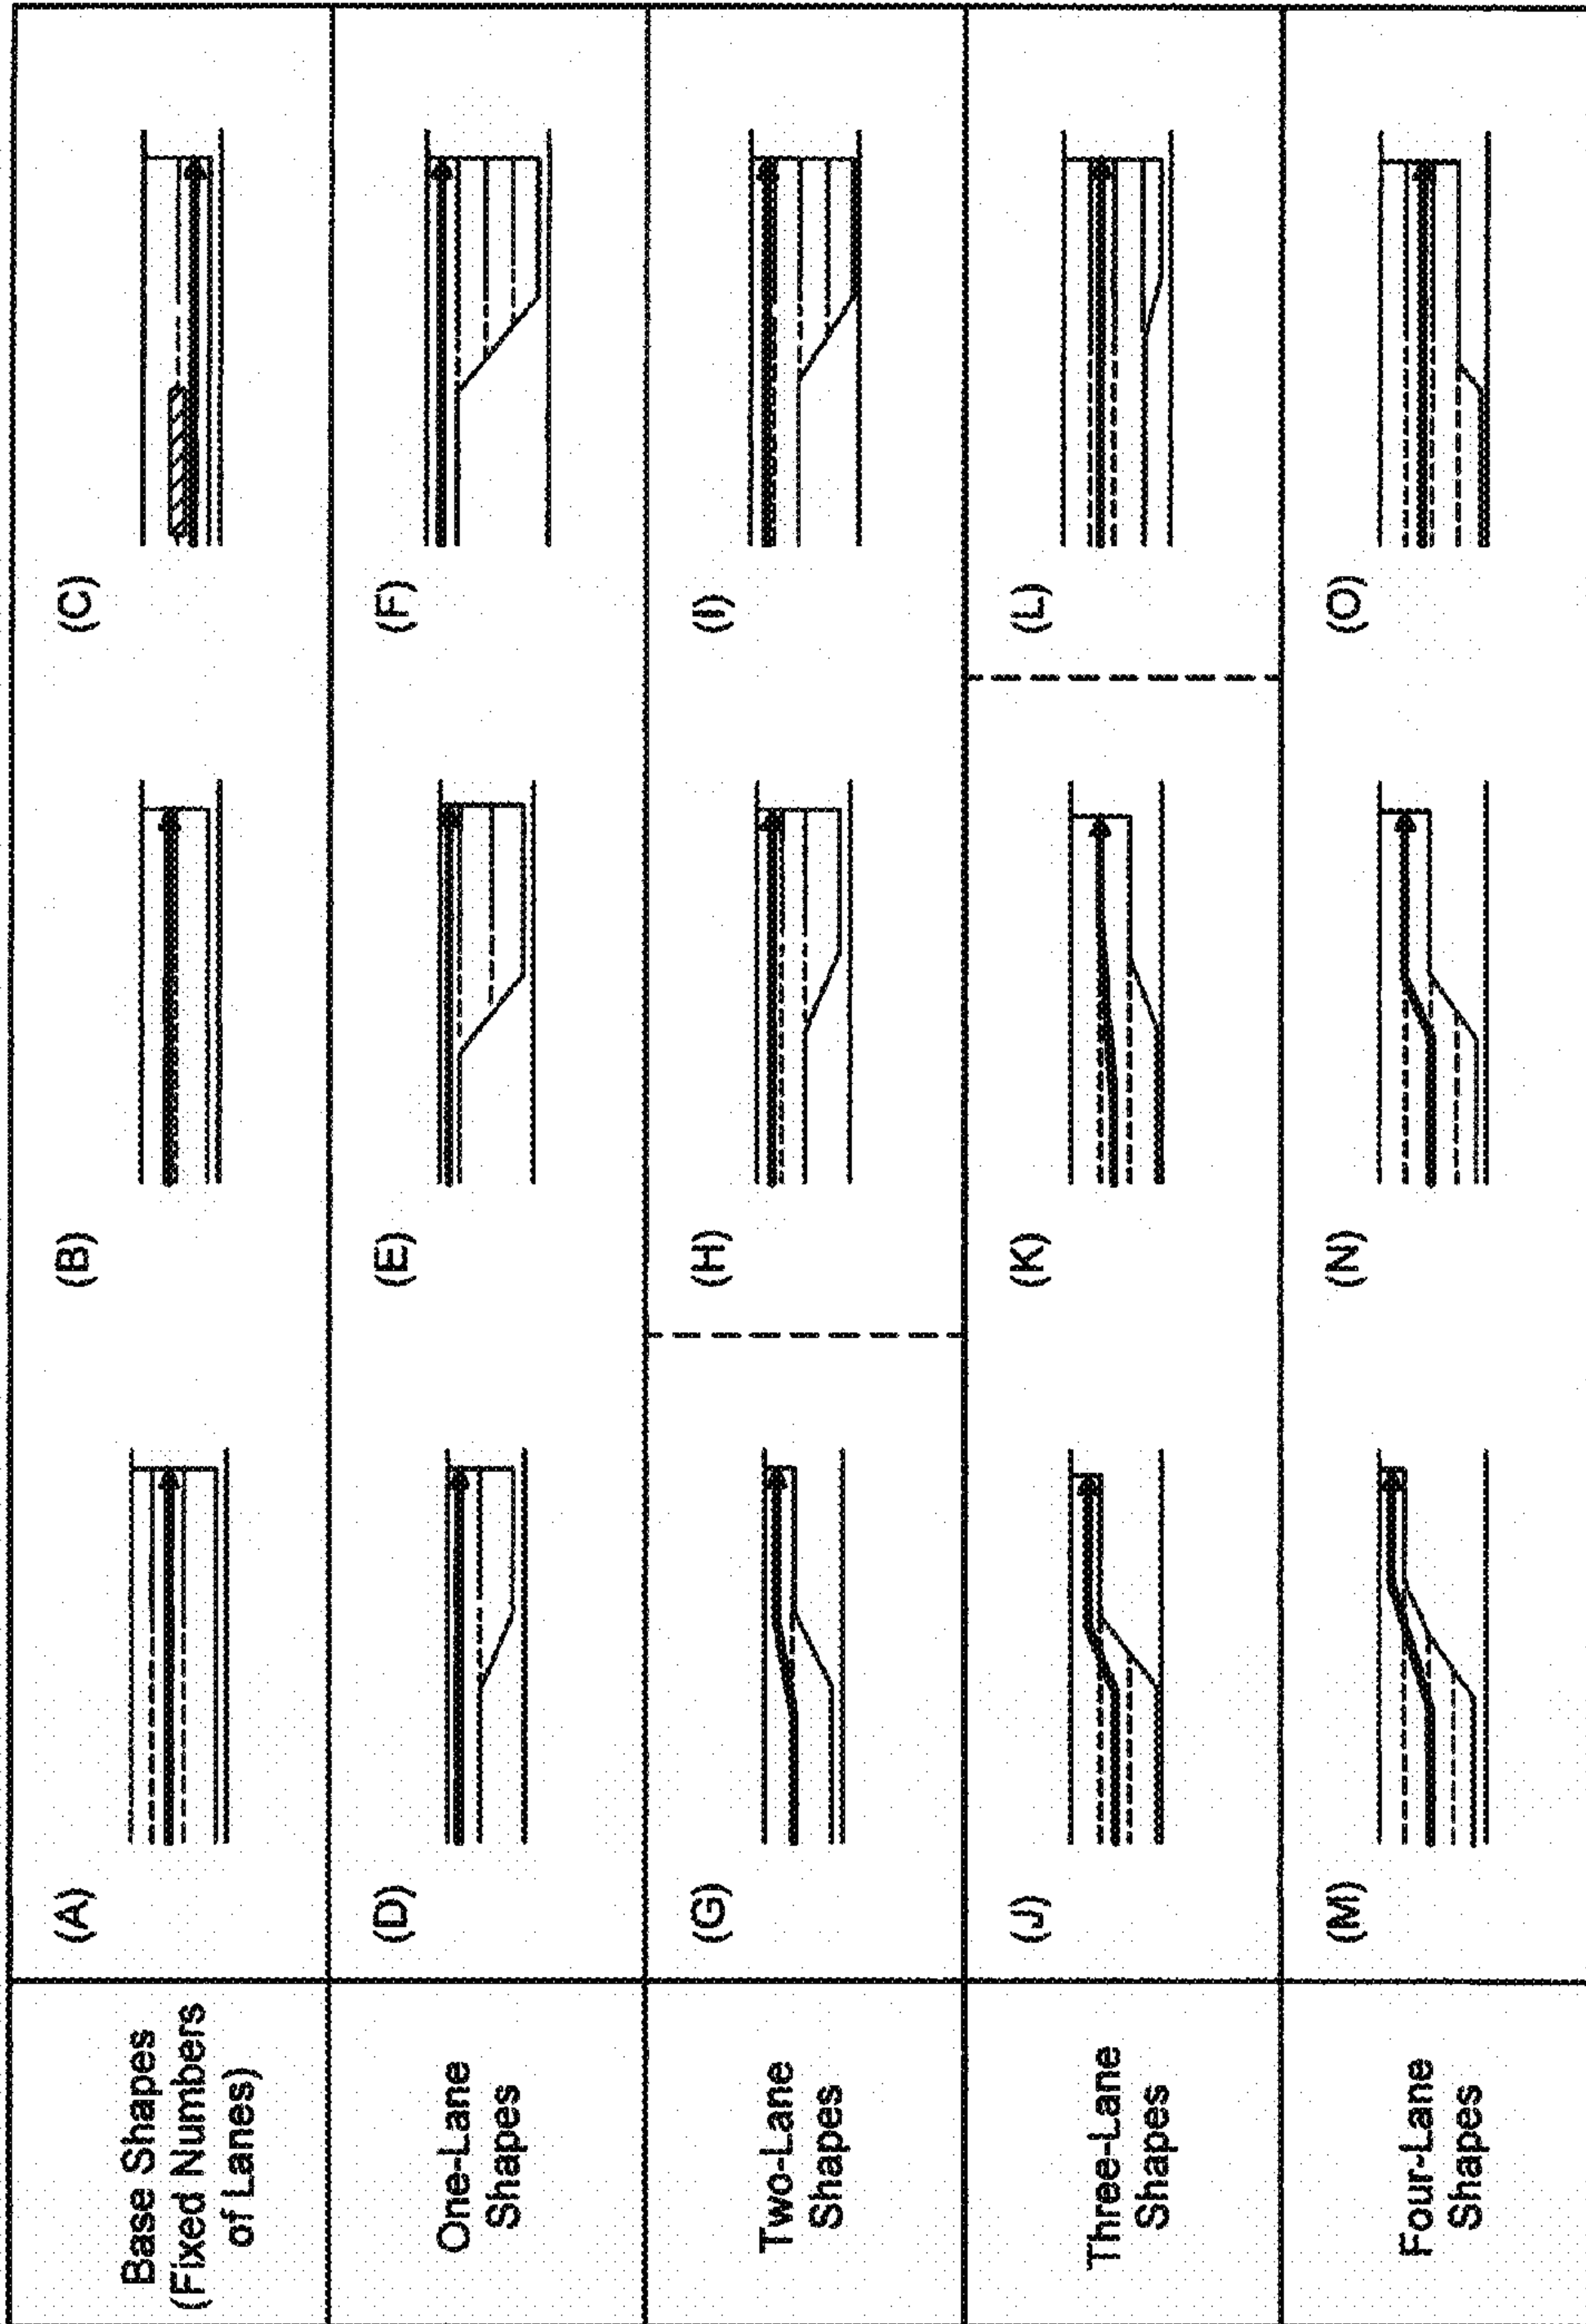 Base Shapes
(Fixed Numbers
of Lanes)
(A)
(B)
(C)
One-Lane
Shapes
(D)
(E)
(F)
Two-Lane
Shapes
(G)
(H)
(I)
Three-Lane
Shapes
(J)
(K)
(L)
Four-Lane
Shapes
(M)
(N)
(O)